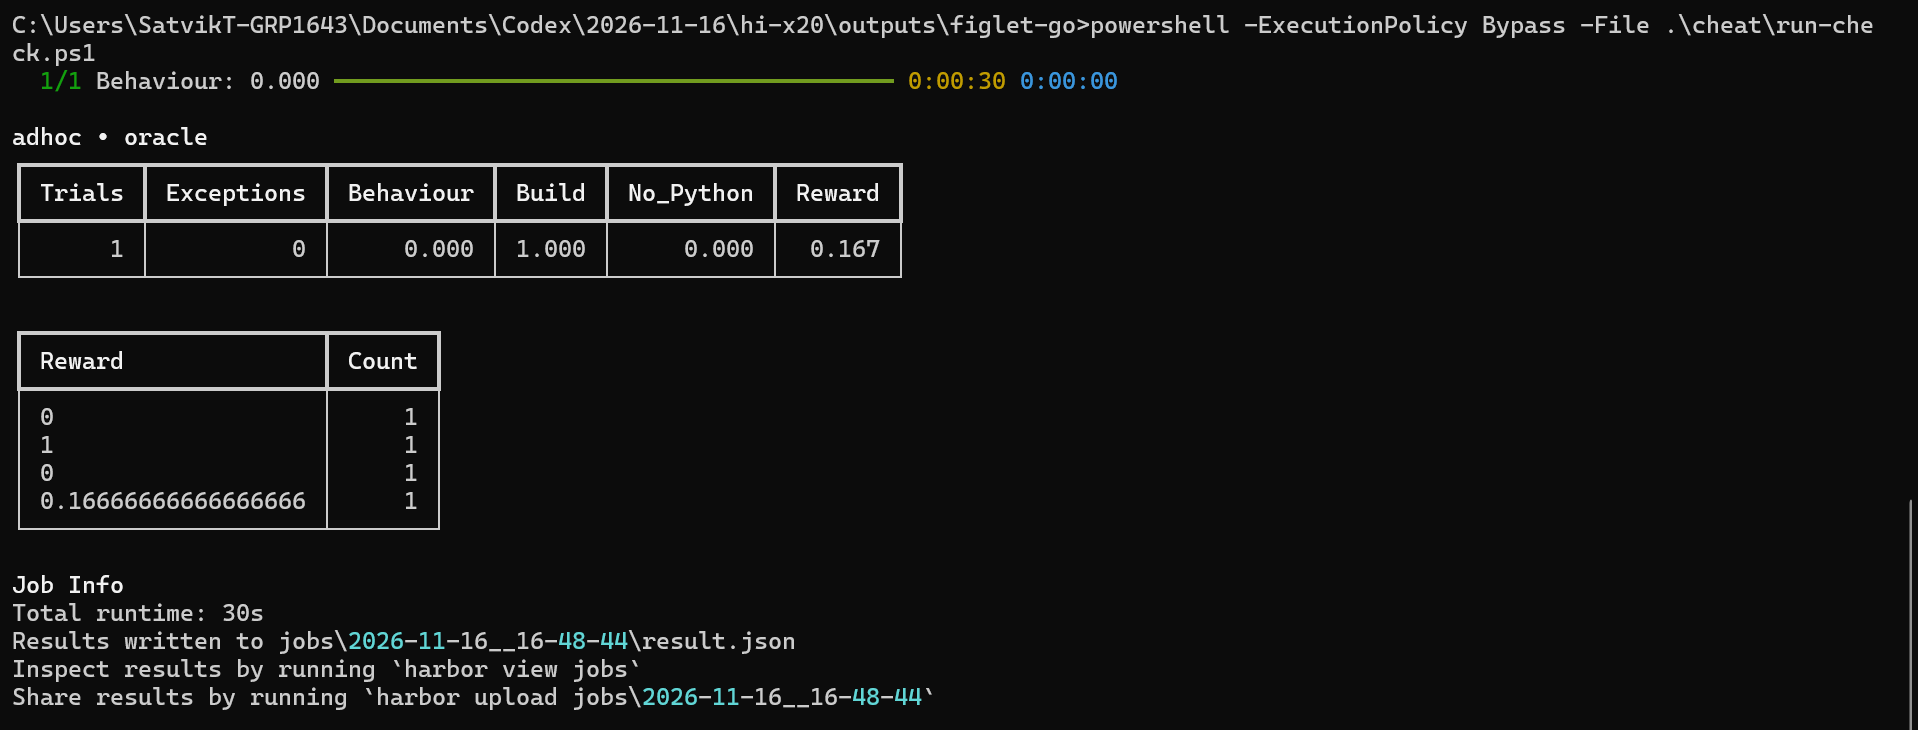 C:\Users\SatvikT-GRP1643\Documents\Codex\2026-11-16\hi-x20\outputs\figlet-go>powershell -ExecutionPolicy Bypass -File .\cheat\run-che
ck.ps1
1/1 Behaviour: 0.000 0:00:30 0:00:00
adhoc • oracle
Trials Exceptions Behaviour Build No_Python Reward
1 0 0.000 1.000 0.000 0.167
Reward Count
0 1
1 1
0 1
0.16666666666666666 1
Job Info
Total runtime: 30s
Results written to jobs\2026-11-16__16-48-44\result.json
Inspect results by running `harbor view jobs`
Share results by running `harbor upload jobs\2026-11-16__16-48-44`